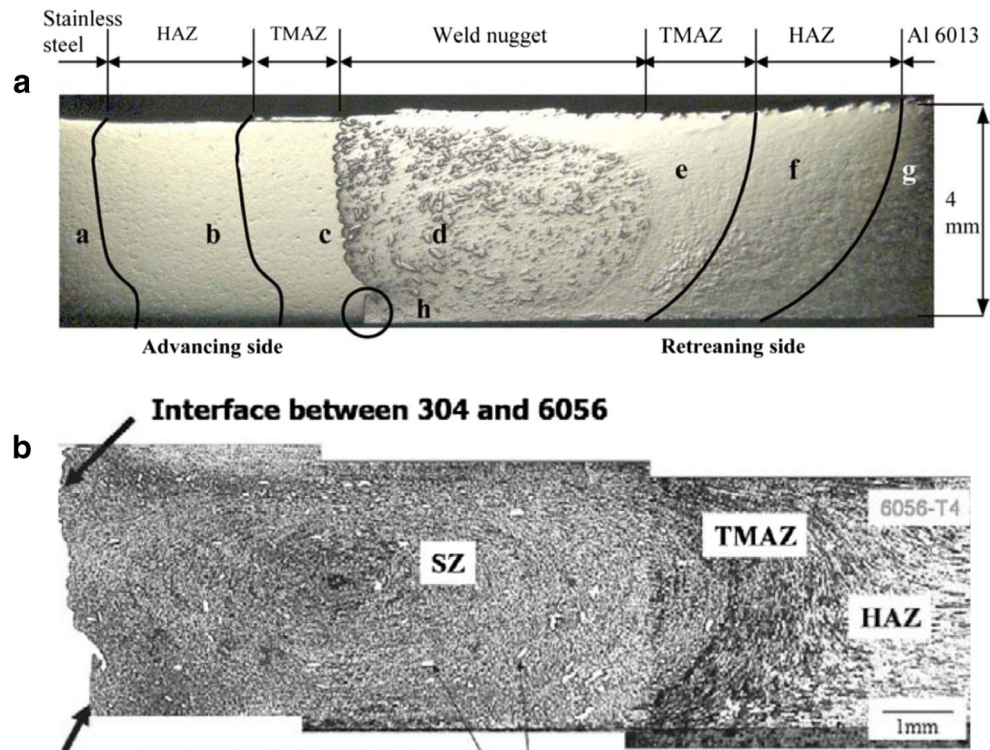 Stainless
steel
HAZ
TMAZ
Weld nugget
TMAZ
HAZ
Al 6013
a
a
b
c
d
e
f
g
h
4
mm
Advancing side
Retreaning side
Interface between 304 and 6056
b
6056-T4
SZ
TMAZ
HAZ
1mm